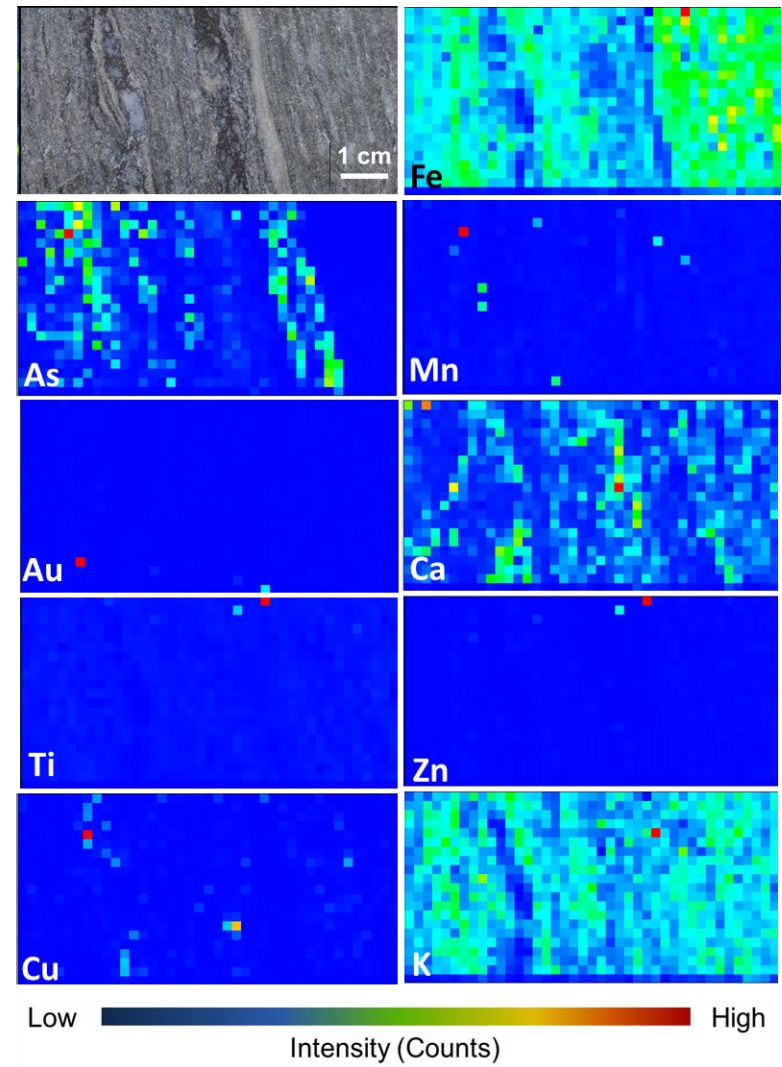 1 cm
Fe
As
Mn
Au
Ca
Ti
Zn
Cu
K
Low High
Intensity (Counts)